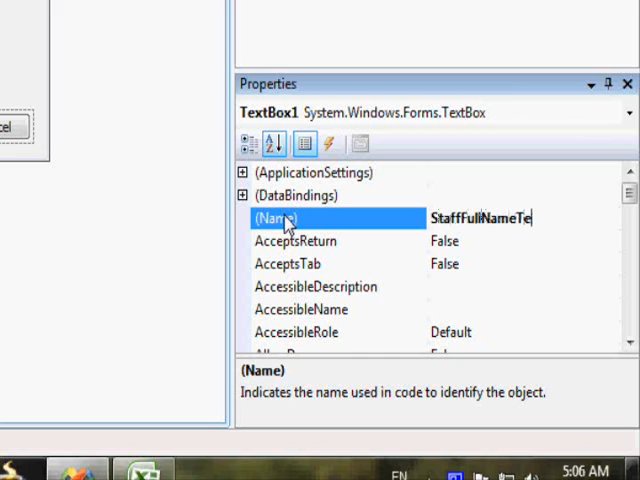 Properties
TextBox1 System.Windows.Forms.TextBox
cel
(ApplicationSettings)
(DataBindings)
(Name) StaffFullNameTe
AcceptsReturn False
AcceptsTab False
AccessibleDescription
AccessibleName
AccessibleRole Default
(Name)
Indicates the name used in code to identify the object.
EN
5:06 AM